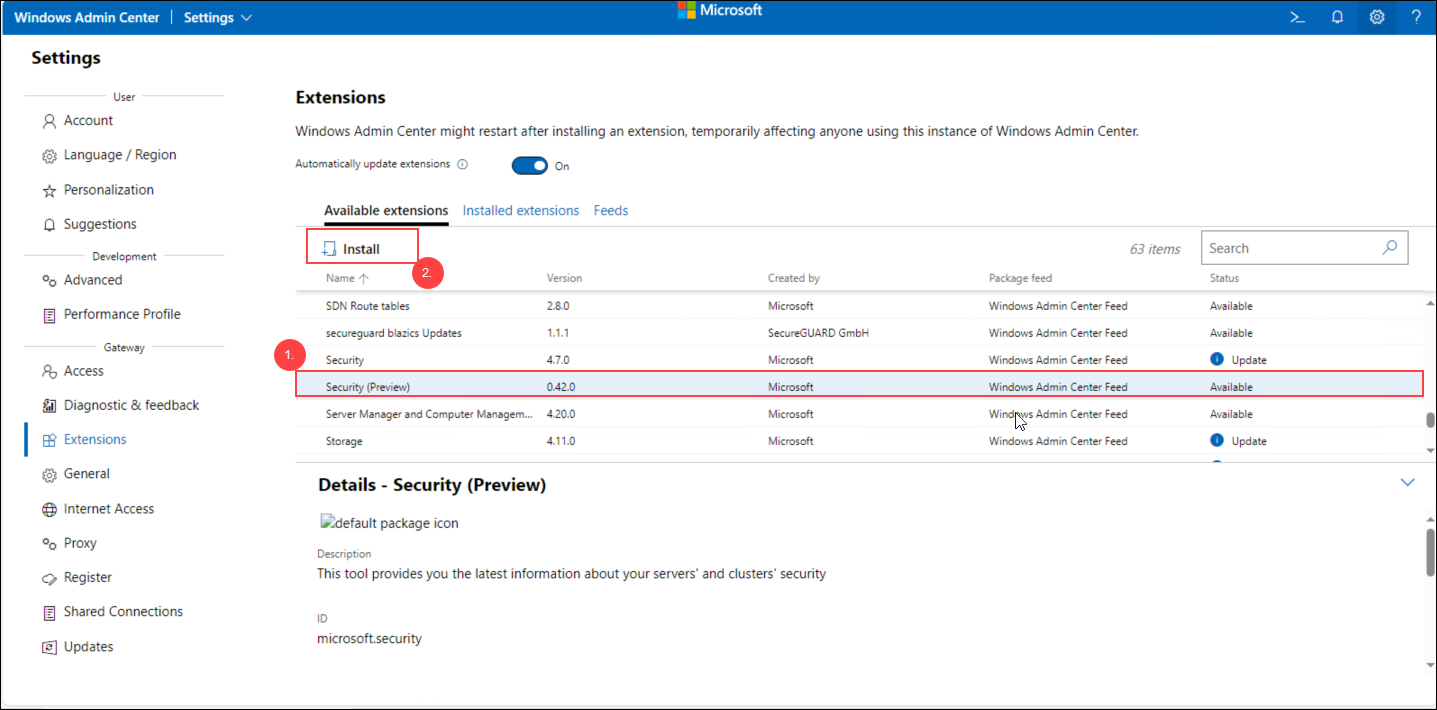 Windows Admin Center | Settings
Microsoft
>_
?
Settings
User
Account
Language / Region
Personalization
Suggestions
Development
Advanced
Performance Profile
Gateway
Access
Diagnostic & feedback
Extensions
General
Internet Access
Proxy
Register
Shared Connections
Updates
Extensions
Windows Admin Center might restart after installing an extension, temporarily affecting anyone using this instance of Windows Admin Center.
Automatically update extensions On
Available extensions Installed extensions Feeds
Install 63 items Search
2.
Name Version Created by Package feed Status
SDN Route tables 2.8.0 Microsoft Windows Admin Center Feed Available
secureguard blazics Updates 1.1.1 SecureGUARD GmbH Windows Admin Center Feed Available
1.
Security 4.7.0 Microsoft Windows Admin Center Feed Update
Security (Preview) 0.42.0 Microsoft Windows Admin Center Feed Available
Server Manager and Computer Managem... 4.20.0 Microsoft Windows Admin Center Feed Available
Storage 4.11.0 Microsoft Windows Admin Center Feed Update
Details - Security (Preview)
default package icon
Description
This tool provides you the latest information about your servers' and clusters' security
ID
microsoft.security